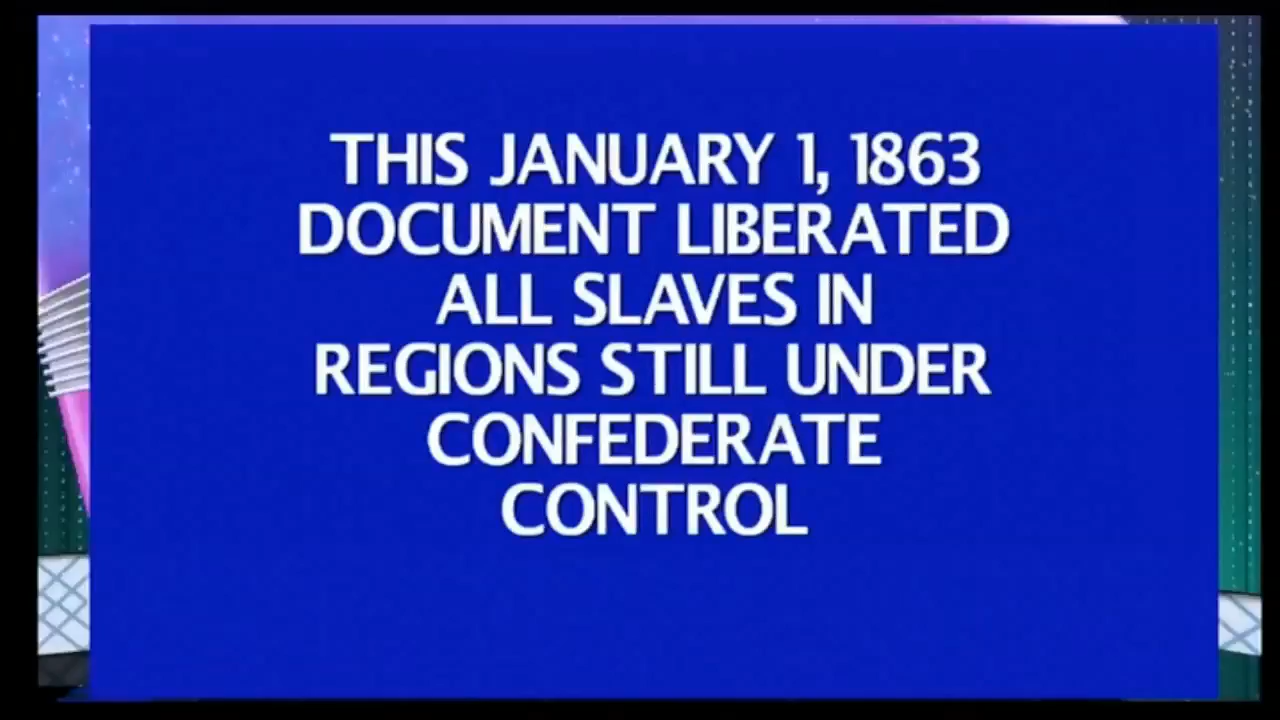 THIS JANUARY 1, 1863
DOCUMENT LIBERATED
ALL SLAVES IN
REGIONS STILL UNDER
CONFEDERATE
CONTROL